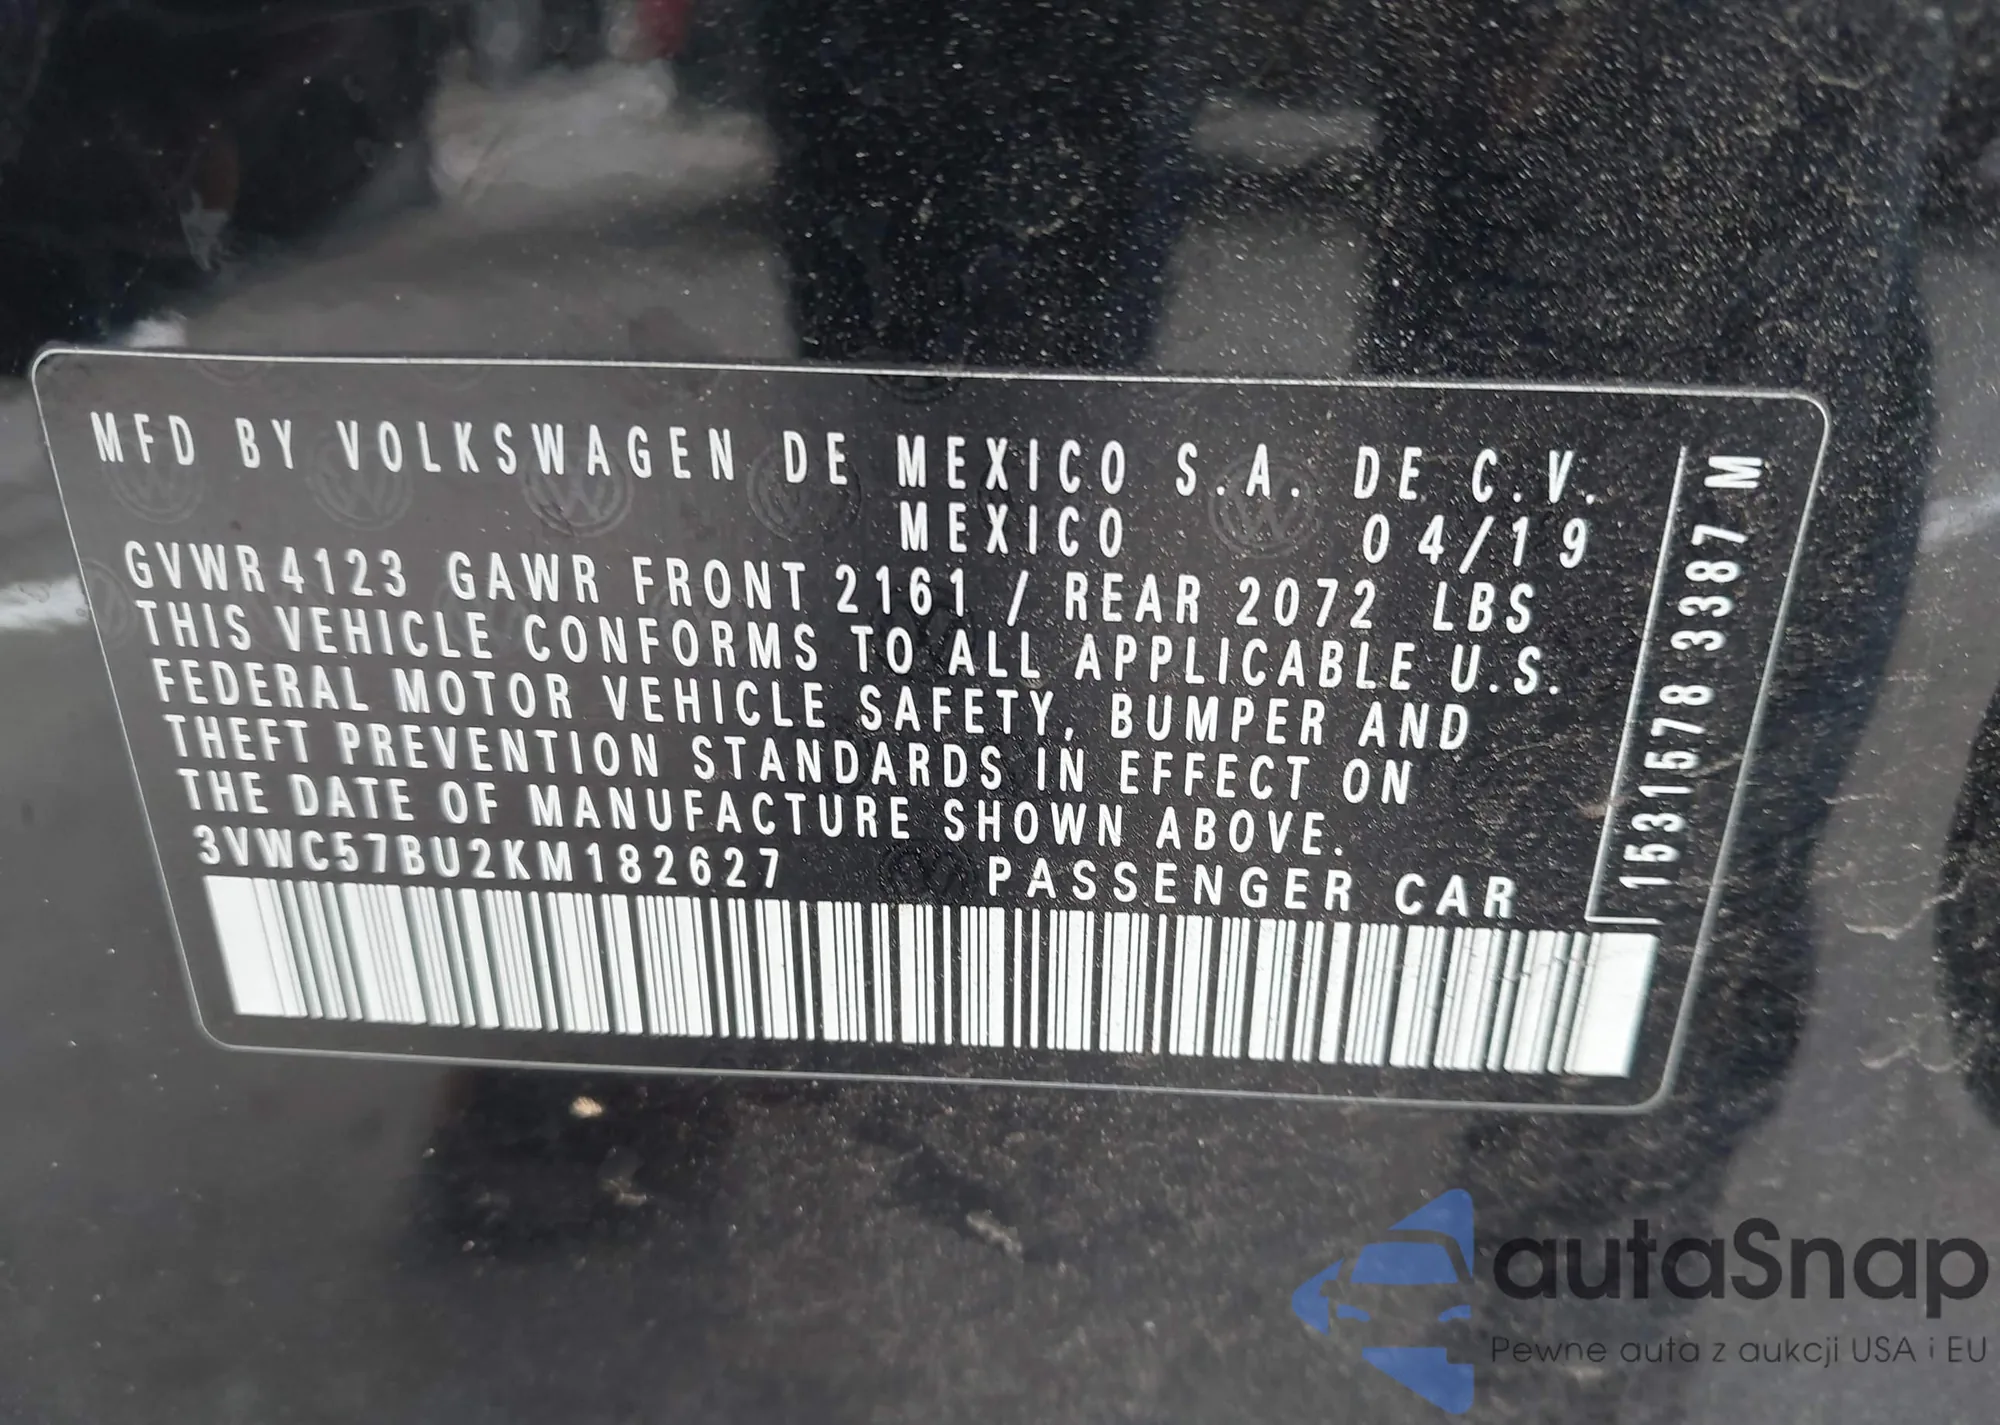 MFD BY VOLKSWAGEN DE MEXICO S.A. DE C.V.
MEXICO 04/19
GVWR 4123 GAWR FRONT 2161 / REAR 2072 LBS
THIS VEHICLE CONFORMS TO ALL APPLICABLE U.S.
FEDERAL MOTOR VEHICLE SAFETY, BUMPER AND
THEFT PREVENTION STANDARDS IN EFFECT ON
THE DATE OF MANUFACTURE SHOWN ABOVE.
3VWC57BU2KM182627 PASSENGER CAR
1531578 3387 M
autaSnap
Pewne auta z aukcji USA i EU